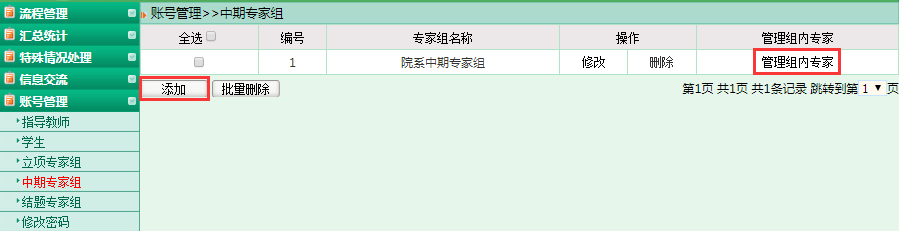 流程管理
汇总统计
特殊情况处理
信息交流
账号管理
指导教师
学生
立项专家组
中期专家组
结题专家组
修改密码
账号管理>>中期专家组
全选 编号 专家组名称 操作 管理组内专家
1 院系中期专家组 修改 删除 管理组内专家
添加 批量删除 第1页 共1页 共1条记录 跳转到第 1 页